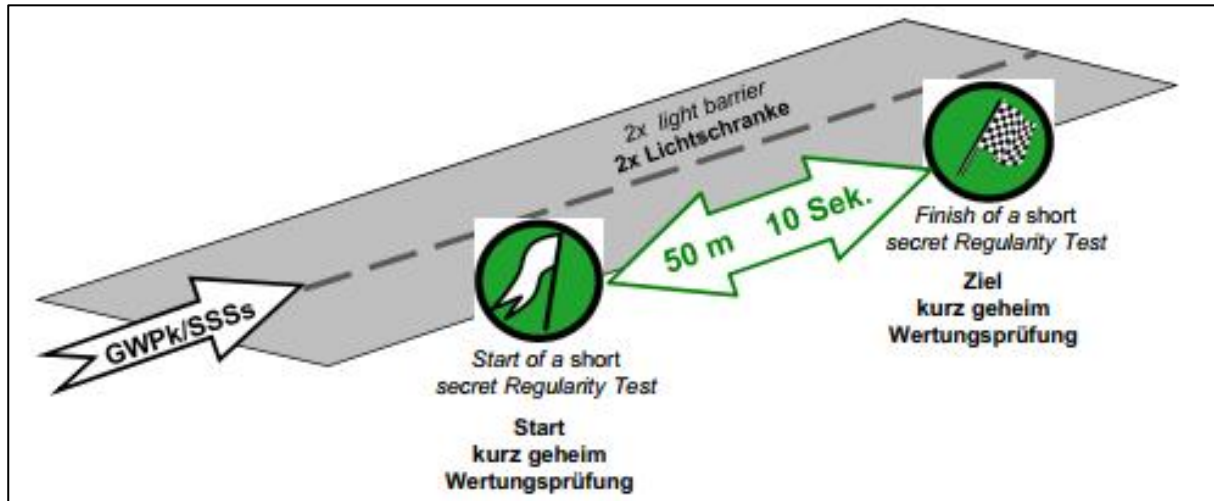 2x light barrier
2x Lichtschranke
GWPk/SSSs
50 m 10 Sek.
Start of a short
secret Regularity Test
Start
kurz geheim
Wertungsprüfung
Finish of a short
secret Regularity Test
Ziel
kurz geheim
Wertungsprüfung